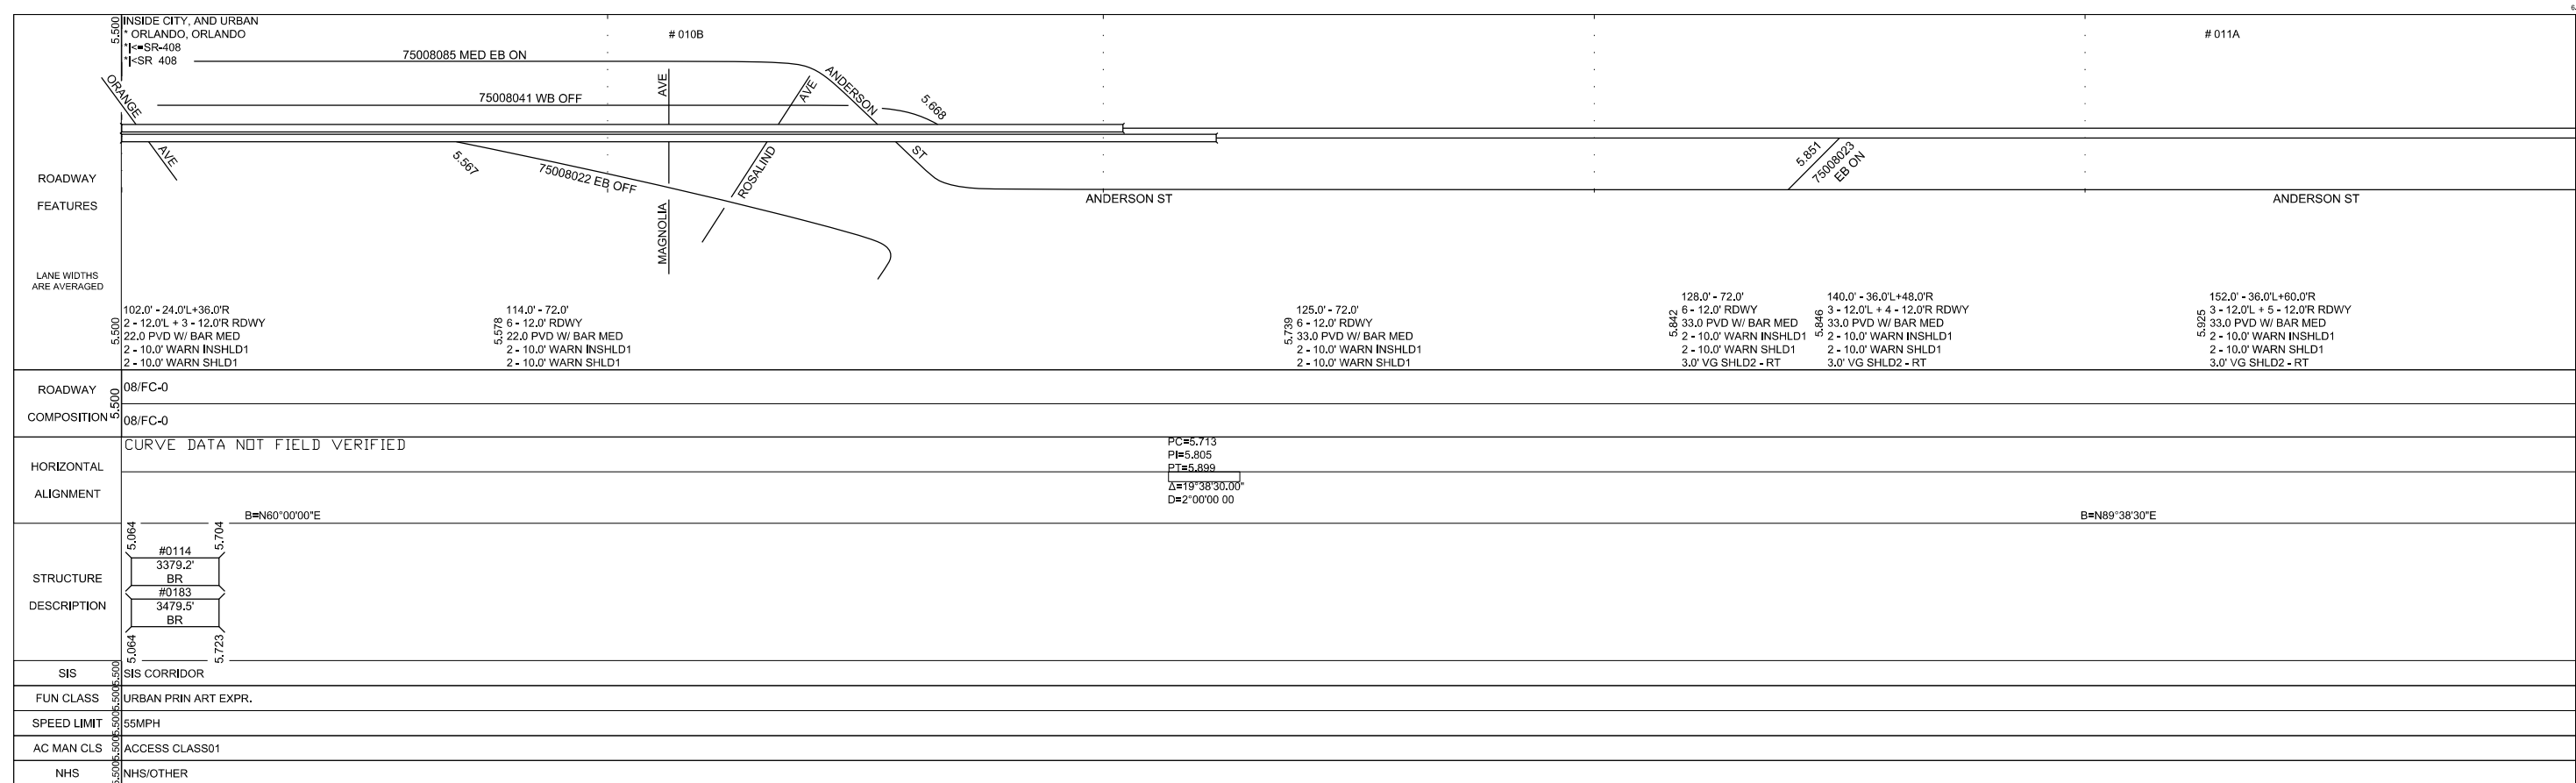 5.500
INSIDE CITY, AND URBAN
* ORLANDO, ORLANDO
*|<=SR-408
*|<SR 408
# 010B
# 011A
75008085 MED EB ON
ORANGE
AVE
AVE
ANDERSON
75008041 WB OFF
5.668
AVE
5.567
75008022 EB OFF
ROSALIND
ST
5.851
75008023
EB ON
MAGNOLIA
ANDERSON ST
ANDERSON ST
ROADWAY
FEATURES
LANE WIDTHS
ARE AVERAGED
5.500
102.0' - 24.0'L+36.0'R
2 - 12.0'L + 3 - 12.0'R RDWY
22.0 PVD W/ BAR MED
2 - 10.0' WARN INSHLD1
2 - 10.0' WARN SHLD1
5.578
114.0' - 72.0'
6 - 12.0' RDWY
22.0 PVD W/ BAR MED
2 - 10.0' WARN INSHLD1
2 - 10.0' WARN SHLD1
5.739
125.0' - 72.0'
6 - 12.0' RDWY
33.0 PVD W/ BAR MED
2 - 10.0' WARN INSHLD1
2 - 10.0' WARN SHLD1
5.842
128.0' - 72.0'
6 - 12.0' RDWY
33.0 PVD W/ BAR MED
2 - 10.0' WARN INSHLD1
2 - 10.0' WARN SHLD1
3.0' VG SHLD2 - RT
5.846
140.0' - 36.0'L+48.0'R
3 - 12.0'L + 4 - 12.0'R RDWY
33.0 PVD W/ BAR MED
2 - 10.0' WARN INSHLD1
2 - 10.0' WARN SHLD1
3.0' VG SHLD2 - RT
5.925
152.0' - 36.0'L+60.0'R
3 - 12.0'L + 5 - 12.0'R RDWY
33.0 PVD W/ BAR MED
2 - 10.0' WARN INSHLD1
2 - 10.0' WARN SHLD1
3.0' VG SHLD2 - RT
ROADWAY
COMPOSITION
5.500
08/FC-0
08/FC-0
HORIZONTAL
ALIGNMENT
CURVE DATA NOT FIELD VERIFIED
PC=5.713
PI=5.805
PT=5.899
Δ=19°38'30.00"
D=2°00'00 00
B=N60°00'00"E
B=N89°38'30"E
STRUCTURE
DESCRIPTION
5.064
5.704
#0114
3379.2'
BR
#0183
3479.5'
BR
5.064
5.723
SIS
5.500
SIS CORRIDOR
FUN CLASS
5.500
URBAN PRIN ART EXPR.
SPEED LIMIT
5.500
55MPH
AC MAN CLS
5.500
ACCESS CLASS01
NHS
5.500
NHS/OTHER